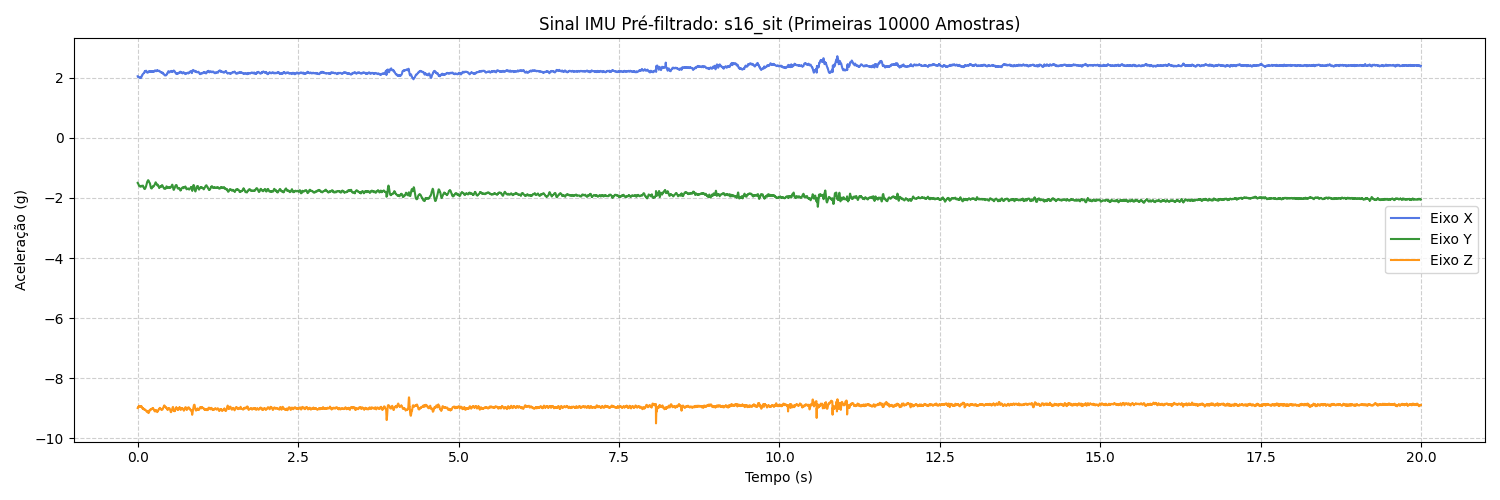 Sinal IMU Pré-filtrado: s16_sit (Primeiras 10000 Amostras)
Aceleração (g)
2
0
−2
−4
−6
−8
−10
Eixo X
Eixo Y
Eixo Z
0.0 2.5 5.0 7.5 10.0 12.5 15.0 17.5 20.0
Tempo (s)